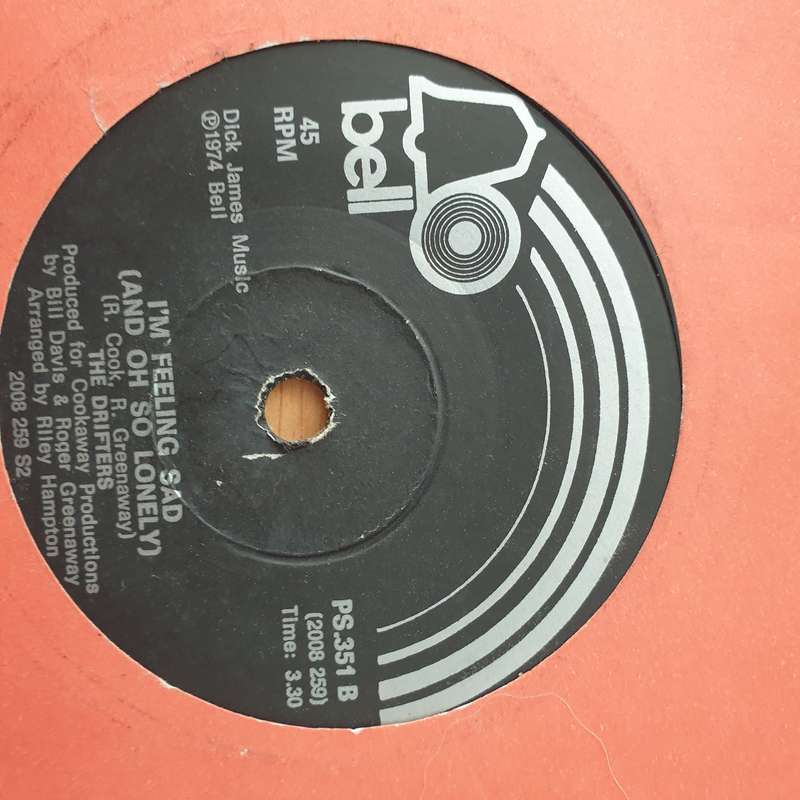 bell
45
RPM
Dick James Music
Ⓟ1974 Bell
PS.351 B
(2008 259)
Time: 3.30
I'M FEELING SAD
(AND OH SO LONELY)
(R. Cook, R. Greenaway)
THE DRIFTERS
Produced for Cookaway Productions
by Bill Davis & Roger Greenaway
Arranged by Riley Hampton
2008 259 S2